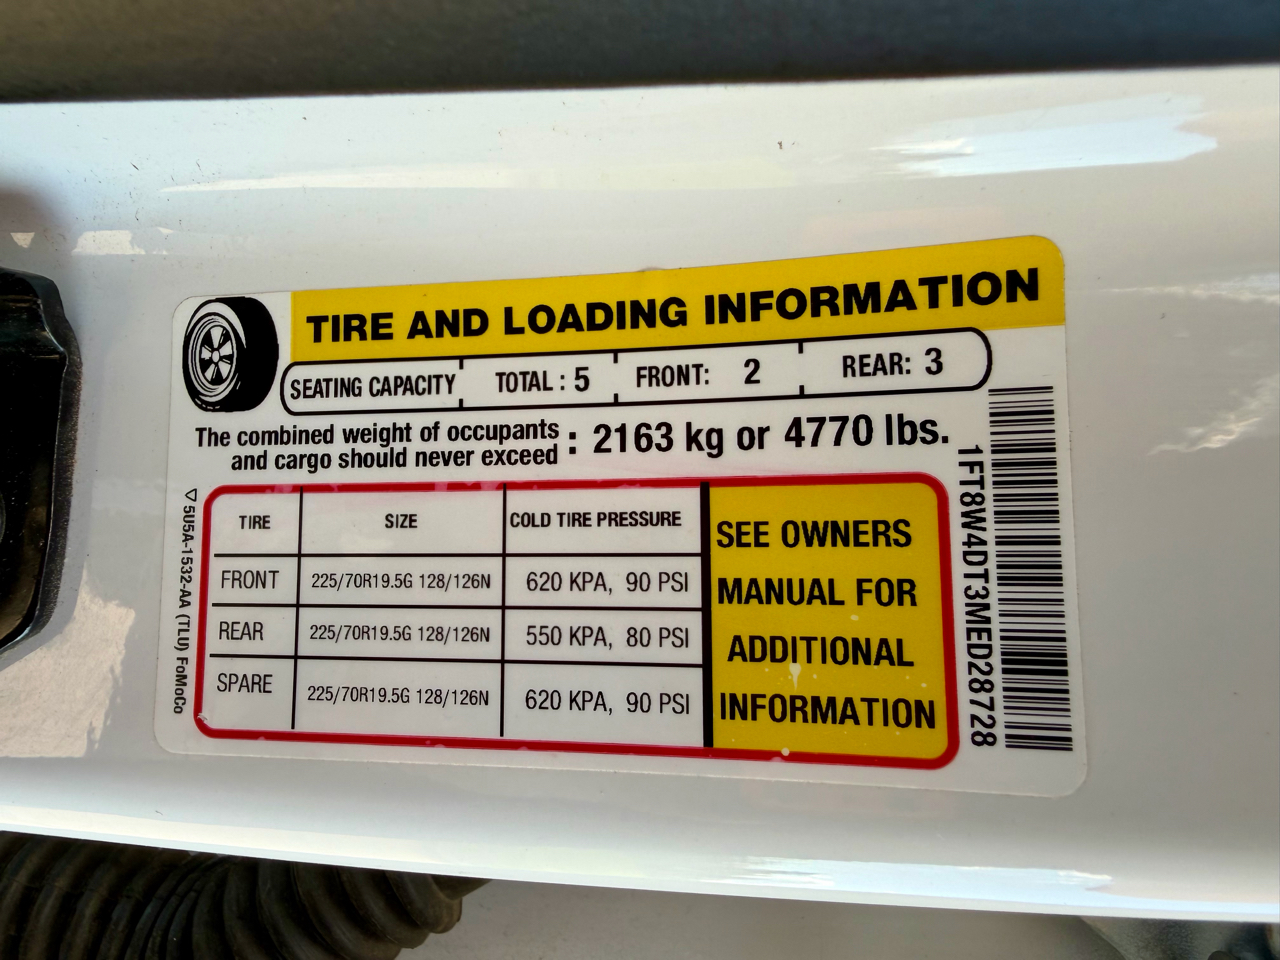 TIRE AND LOADING INFORMATION
SEATING CAPACITY TOTAL : 5 FRONT: 2 REAR: 3
The combined weight of occupants
and cargo should never exceed : 2163 kg or 4770 lbs.
TIRE SIZE COLD TIRE PRESSURE
FRONT 225/70R19.5G 128/126N 620 KPA, 90 PSI
REAR 225/70R19.5G 128/126N 550 KPA, 80 PSI
SPARE 225/70R19.5G 128/126N 620 KPA, 90 PSI
SEE OWNERS
MANUAL FOR
ADDITIONAL
INFORMATION
5U5A-1532-AA (TLU) FoMoCo
1FT8W4DT3MED28728